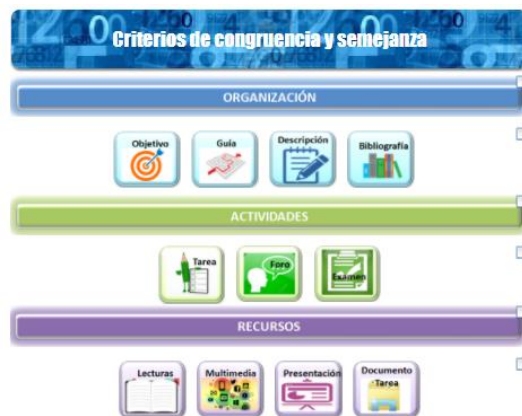 Criterios de congruencia y semejanza
ORGANIZACIÓN
Objetivo
Guía
Descripción
Bibliografía
ACTIVIDADES
Tarea
Foro
Examen
RECURSOS
Lecturas
Multimedia
Presentación
Documento
Tarea